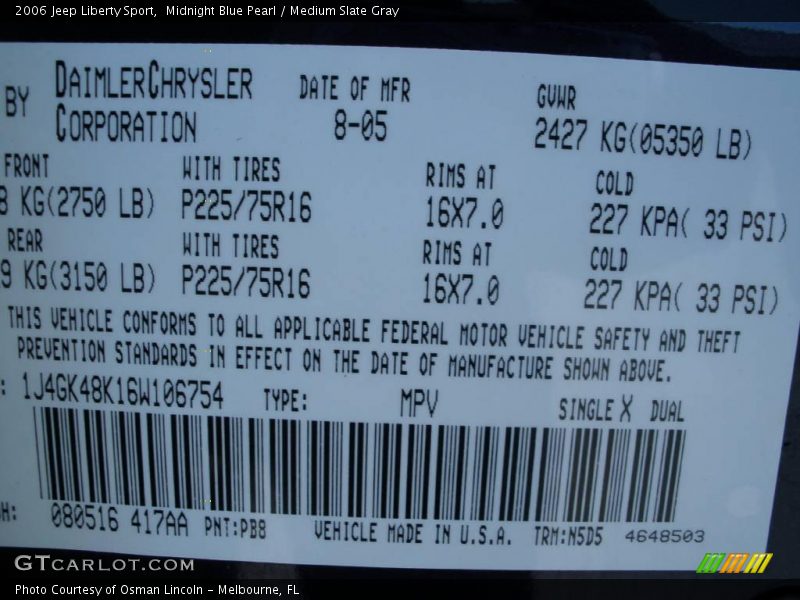 2006 Jeep Liberty Sport,  Midnight Blue Pearl / Medium Slate Gray
BY DAIMLERCHRYSLER CORPORATION
DATE OF MFR
8-05
GVWR
2427 KG(05350 LB)
FRONT WITH TIRES RIMS AT COLD
KG(2750 LB) P225/75R16 16X7.0 227 KPA( 33 PSI)
REAR WITH TIRES RIMS AT COLD
9 KG(3150 LB) P225/75R16 16X7.0 227 KPA( 33 PSI)
THIS VEHICLE CONFORMS TO ALL APPLICABLE FEDERAL MOTOR VEHICLE SAFETY AND THEFT
PREVENTION STANDARDS IN EFFECT ON THE DATE OF MANUFACTURE SHOWN ABOVE.
: 1J4GK48K16W106754 TYPE: MPV SINGLE X DUAL
H: 080516 417AA PNT:PB8 VEHICLE MADE IN U.S.A. TRM:N5D5 4648503
GTCARLOT.COM
Photo Courtesy of Osman Lincoln - Melbourne, FL